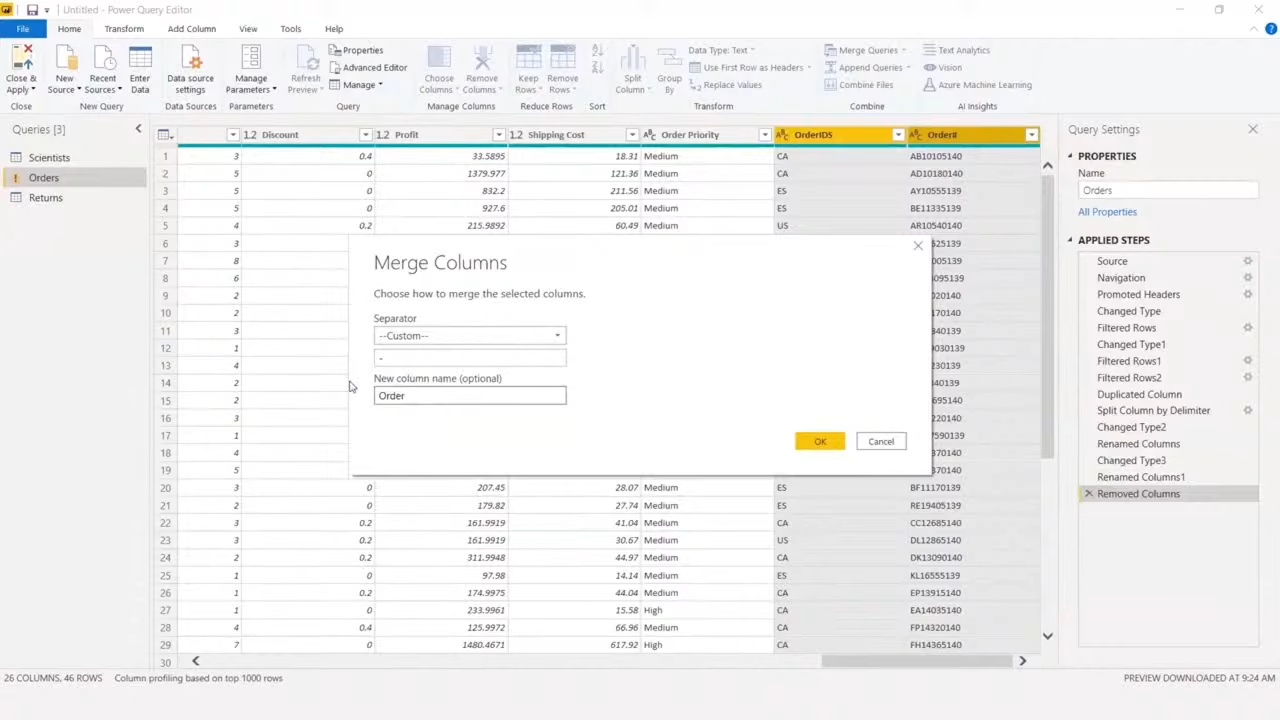 Untitled - Power Query Editor
File Home Transform Add Column View Tools Help
Close & Apply New Source Recent Sources Enter Data Data source settings Manage Parameters Refresh Preview Properties Advanced Editor Manage Choose Columns Remove Columns Keep Rows Remove Rows Split Column Group By Data Type: Text Use First Row as Headers Replace Values Merge Queries Append Queries Combine Files Text Analytics Vision Azure Machine Learning
Close New Query Data Sources Parameters Query Manage Columns Reduce Rows Sort Transform Combine AI Insights
Queries [3]
Scientists
Orders
Returns
1.2 Discount 1.2 Profit 1.2 Shipping Cost Order Priority OrderIDS Order#
1 3 0.4 33.5895 18.31 Medium CA AB10105140
2 5 0 1379.977 121.36 Medium CA AD10180140
3 5 0 832.2 211.56 Medium ES AY10555139
4 5 0 927.6 205.01 Medium ES BE11335139
5 4 0.2 215.9892 60.49 Medium US AR10540140
6 3
7 8
8 6
9 2
10 2
11 3
12 1
13 4
14 2
15 2
16 3
17 1
18 4
19 5
20 3 0 207.45 28.07 Medium ES BF11170139
21 2 0 179.82 27.74 Medium ES RE19405139
22 3 0.2 161.9919 41.04 Medium CA CC12685140
23 3 0.2 161.9919 30.67 Medium US DL12865140
24 2 0.2 311.9948 44.97 Medium CA DK13090140
25 1 0 97.98 14.14 Medium ES KL16555139
26 1 0.2 174.9975 44.04 Medium CA EP13915140
27 1 0 233.9961 15.58 High CA EA14035140
28 4 0.4 125.9972 66.96 Medium CA FP14320140
29 7 0 1480.4671 617.92 High CA FH14365140
30
Merge Columns
Choose how to merge the selected columns.
Separator
--Custom--
-
New column name (optional)
Order
OK Cancel
Query Settings
PROPERTIES
Name
Orders
All Properties
APPLIED STEPS
Source
Navigation
Promoted Headers
Changed Type
Filtered Rows
Changed Type1
Filtered Rows1
Filtered Rows2
Duplicated Column
Split Column by Delimiter
Changed Type2
Renamed Columns
Changed Type3
Renamed Columns1
Removed Columns
26 COLUMNS, 46 ROWS Column profiling based on top 1000 rows PREVIEW DOWNLOADED AT 9:24 AM